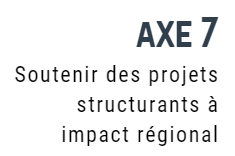 AXE 7
Soutenir des projets
structurants à
impact régional